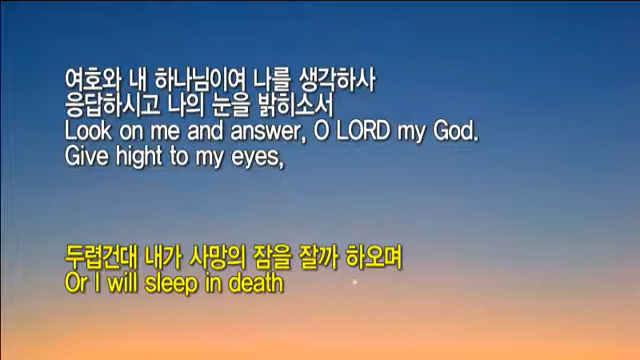 여호와 내 하나님이여 나를 생각하사
응답하시고 나의 눈을 밝히소서
Look on me and answer, O LORD my God.
Give hight to my eyes,
두렵건대 내가 사망의 잠을 잘까 하오며
Or I will sleep in death